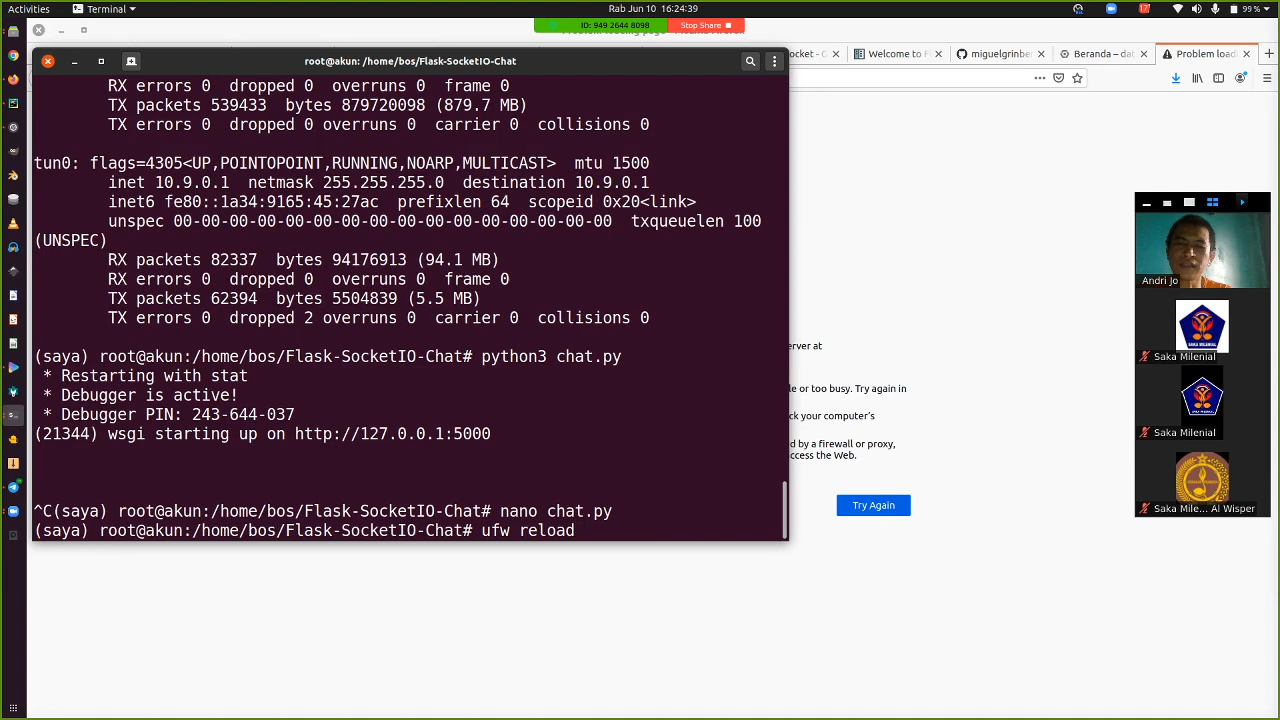 Activities
Terminal
Rab Jun 10 16:24:39
17
99 %
ID: 949 2644 8098
Stop Share
root@akun: /home/bos/Flask-SocketIO-Chat
ocket - G
Welcome to Fl
miguelgrinber
Beranda – dat
Problem loadi
RX errors 0 dropped 0 overruns 0 frame 0
TX packets 539433 bytes 879720098 (879.7 MB)
TX errors 0 dropped 0 overruns 0 carrier 0 collisions 0
tun0: flags=4305<UP,POINTOPOINT,RUNNING,NOARP,MULTICAST> mtu 1500
inet 10.9.0.1 netmask 255.255.255.0 destination 10.9.0.1
inet6 fe80::1a34:9165:45:27ac prefixlen 64 scopeid 0x20<link>
unspec 00-00-00-00-00-00-00-00-00-00-00-00-00-00-00-00 txqueuelen 100
(UNSPEC)
RX packets 82337 bytes 94176913 (94.1 MB)
RX errors 0 dropped 0 overruns 0 frame 0
TX packets 62394 bytes 5504839 (5.5 MB)
TX errors 0 dropped 2 overruns 0 carrier 0 collisions 0
(saya) root@akun:/home/bos/Flask-SocketIO-Chat# python3 chat.py
* Restarting with stat
* Debugger is active!
* Debugger PIN: 243-644-037
(21344) wsgi starting up on http://127.0.0.1:5000
^C(saya) root@akun:/home/bos/Flask-SocketIO-Chat# nano chat.py
(saya) root@akun:/home/bos/Flask-SocketIO-Chat# ufw reload
erver at
le or too busy. Try again in
ck your computer's
d by a firewall or proxy,
ccess the Web.
Try Again
Andri Jo
Saka Milenial
Saka Milenial
Saka Mile... Al Wisper